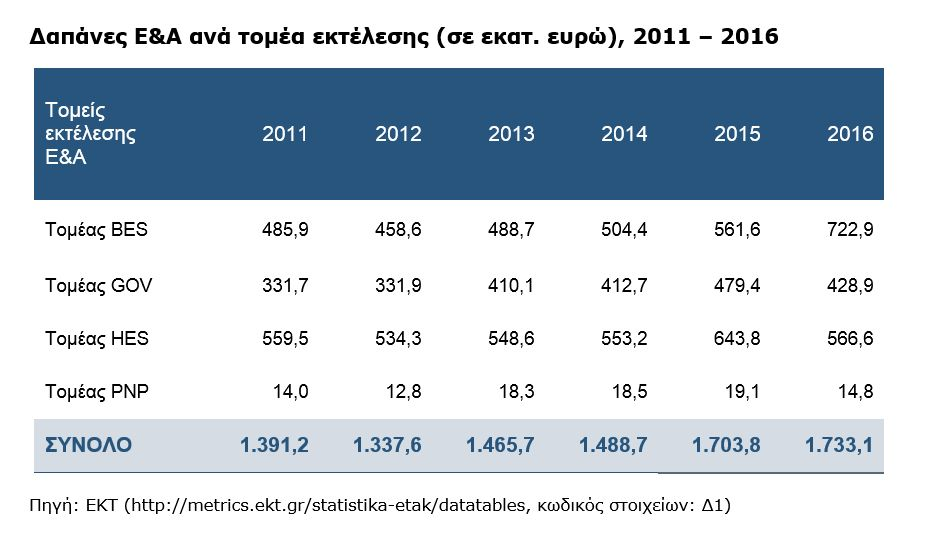 Δαπάνες Ε&Α ανά τομέα εκτέλεσης (σε εκατ. ευρώ), 2011 – 2016
Τομείς
εκτέλεσης
Ε&Α
2011 2012 2013 2014 2015 2016
Τομέας BES 485,9 458,6 488,7 504,4 561,6 722,9
Τομέας GOV 331,7 331,9 410,1 412,7 479,4 428,9
Τομέας HES 559,5 534,3 548,6 553,2 643,8 566,6
Τομέας PNP 14,0 12,8 18,3 18,5 19,1 14,8
ΣΥΝΟΛΟ 1.391,2 1.337,6 1.465,7 1.488,7 1.703,8 1.733,1
Πηγή: ΕΚΤ (http://metrics.ekt.gr/statistika-etak/datatables, κωδικός στοιχείων: Δ1)